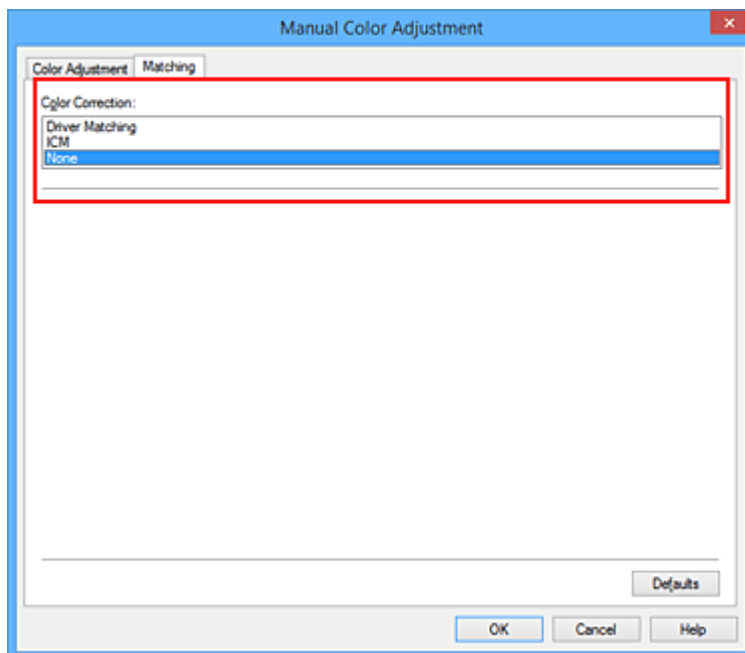 Manual Color Adjustment
Color Adjustment Matching
Color Correction:
Driver Matching
ICM
None
Defaults
OK Cancel Help